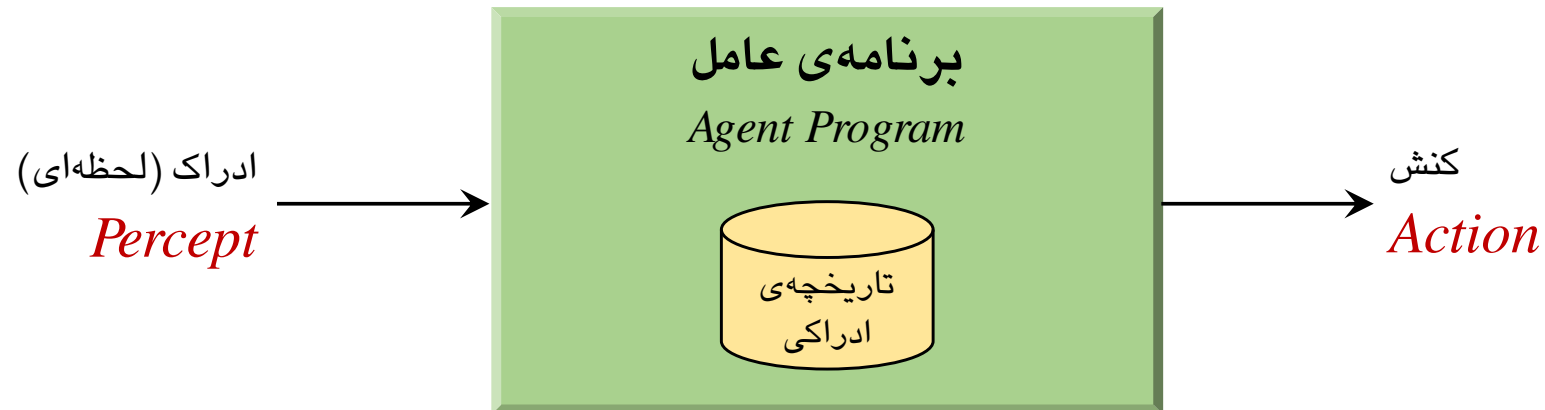 برنامه‌ی عامل
Agent Program
ادراک (لحظه‌ای)
Percept
تاریخچه‌ی
ادراکی
کنش
Action